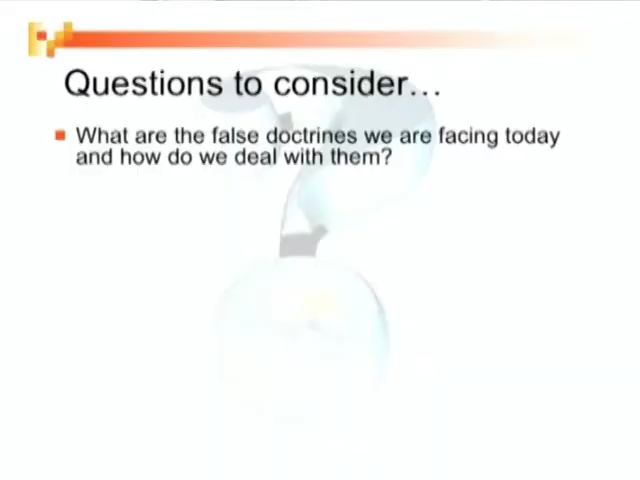 Questions to consider…
What are the false doctrines we are facing today
and how do we deal with them?